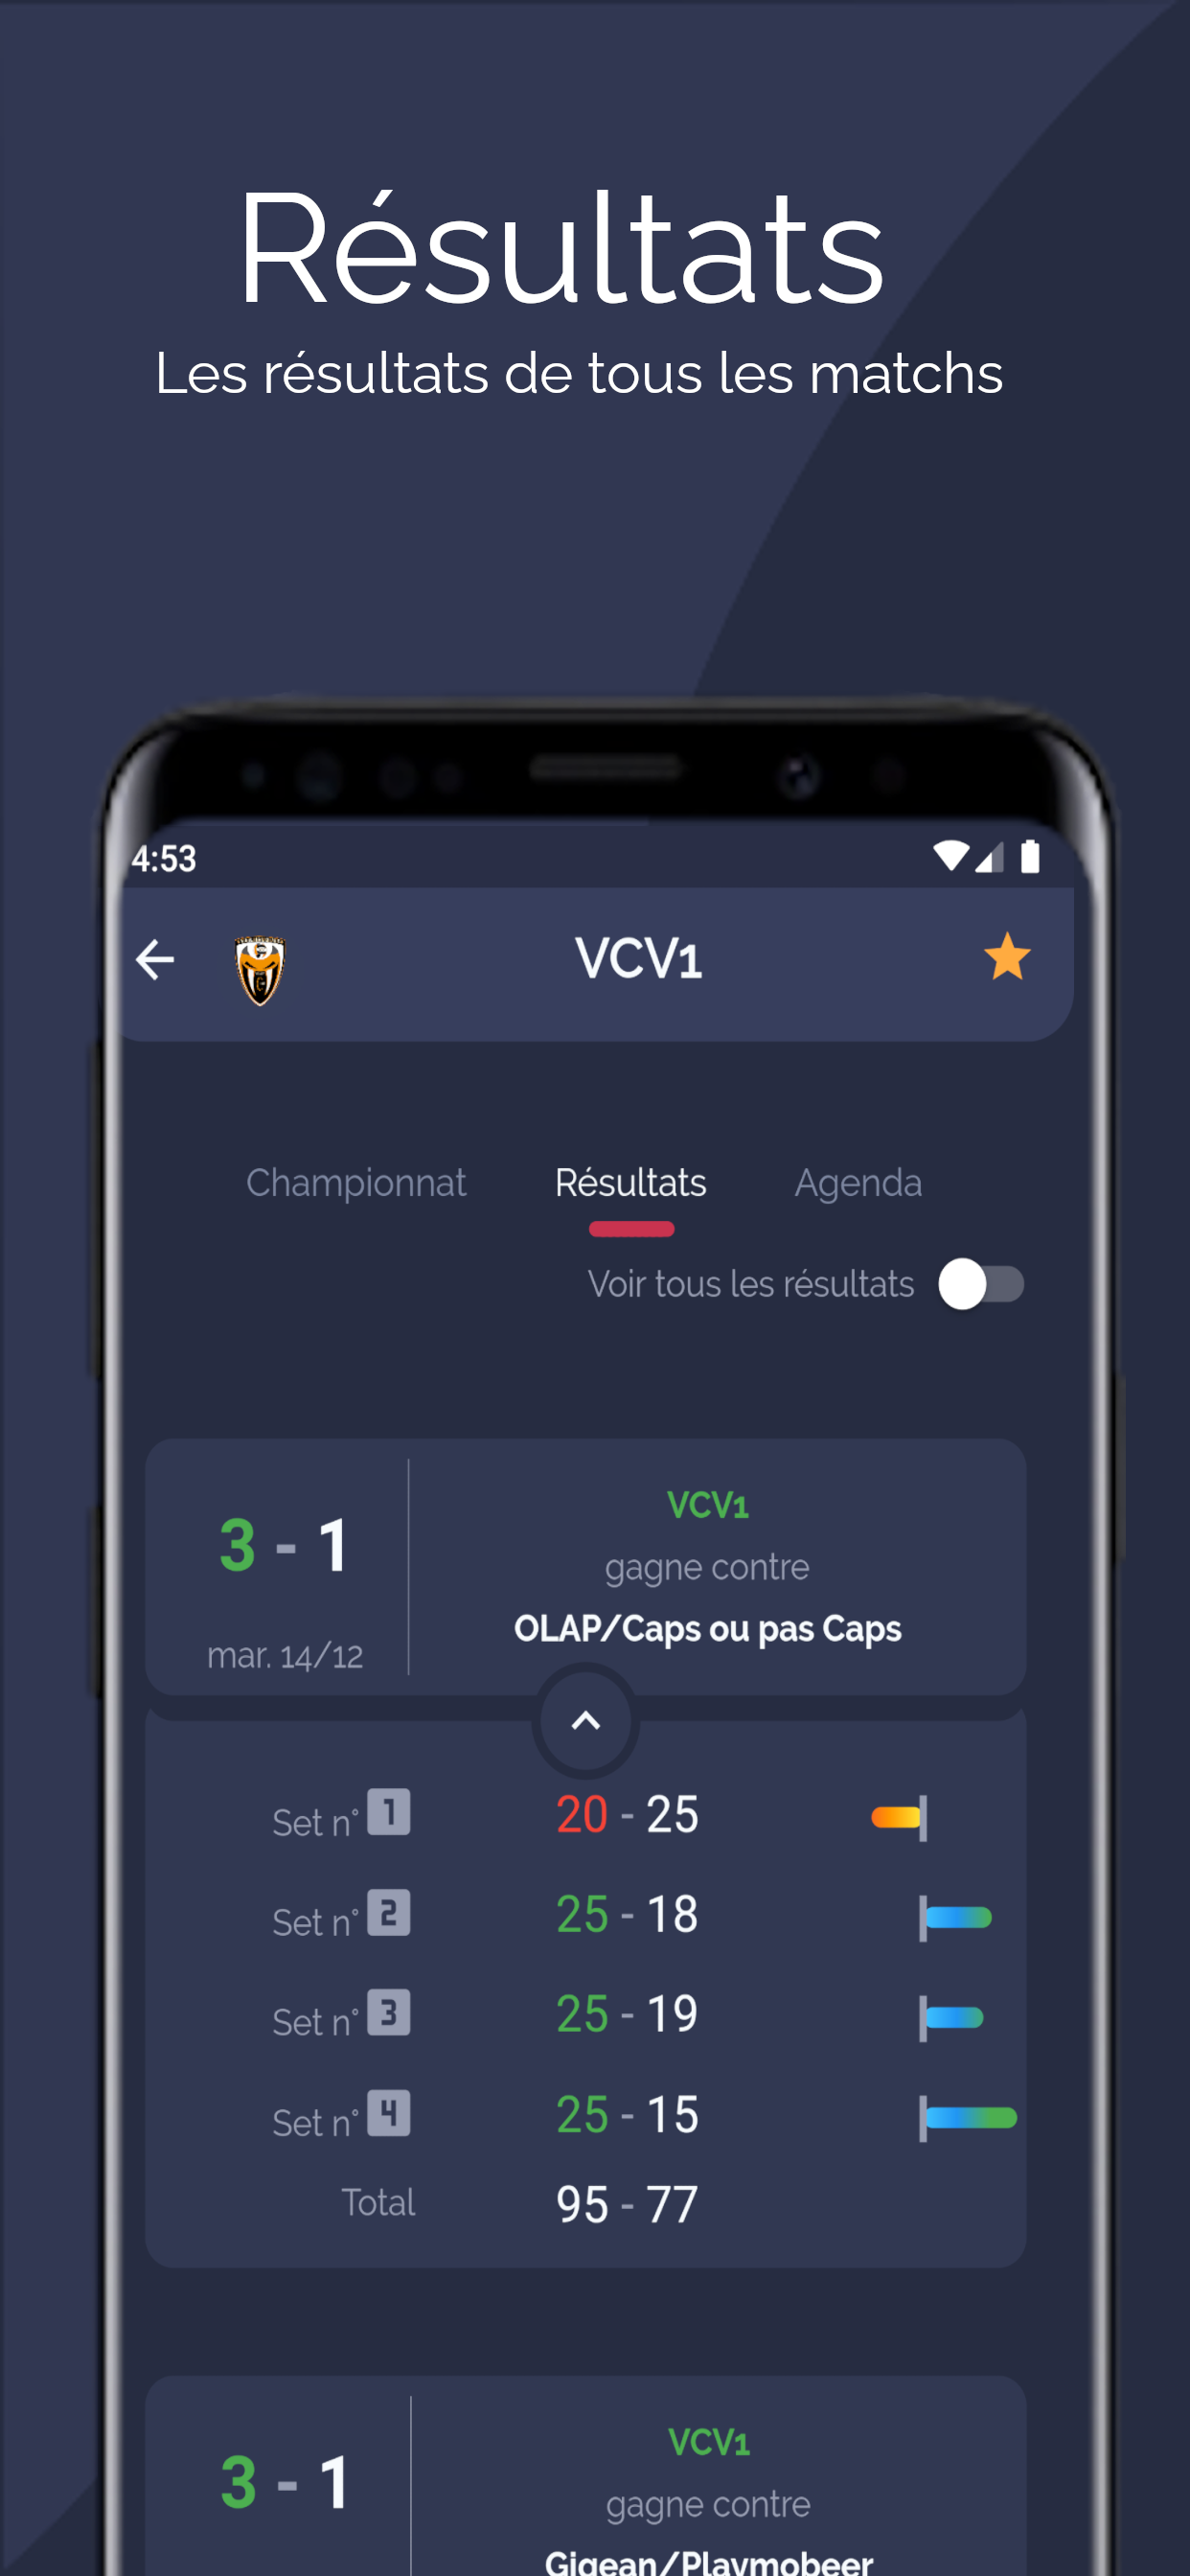 Résultats
Les résultats de tous les matchs
4:53
VCV1
Championnat Résultats Agenda
Voir tous les résultats
3 - 1
mar. 14/12
VCV1
gagne contre
OLAP/Caps ou pas Caps
Set n° 1 20 - 25
Set n° 2 25 - 18
Set n° 3 25 - 19
Set n° 4 25 - 15
Total 95 - 77
3 - 1
VCV1
gagne contre
Gigean/Playmobeer